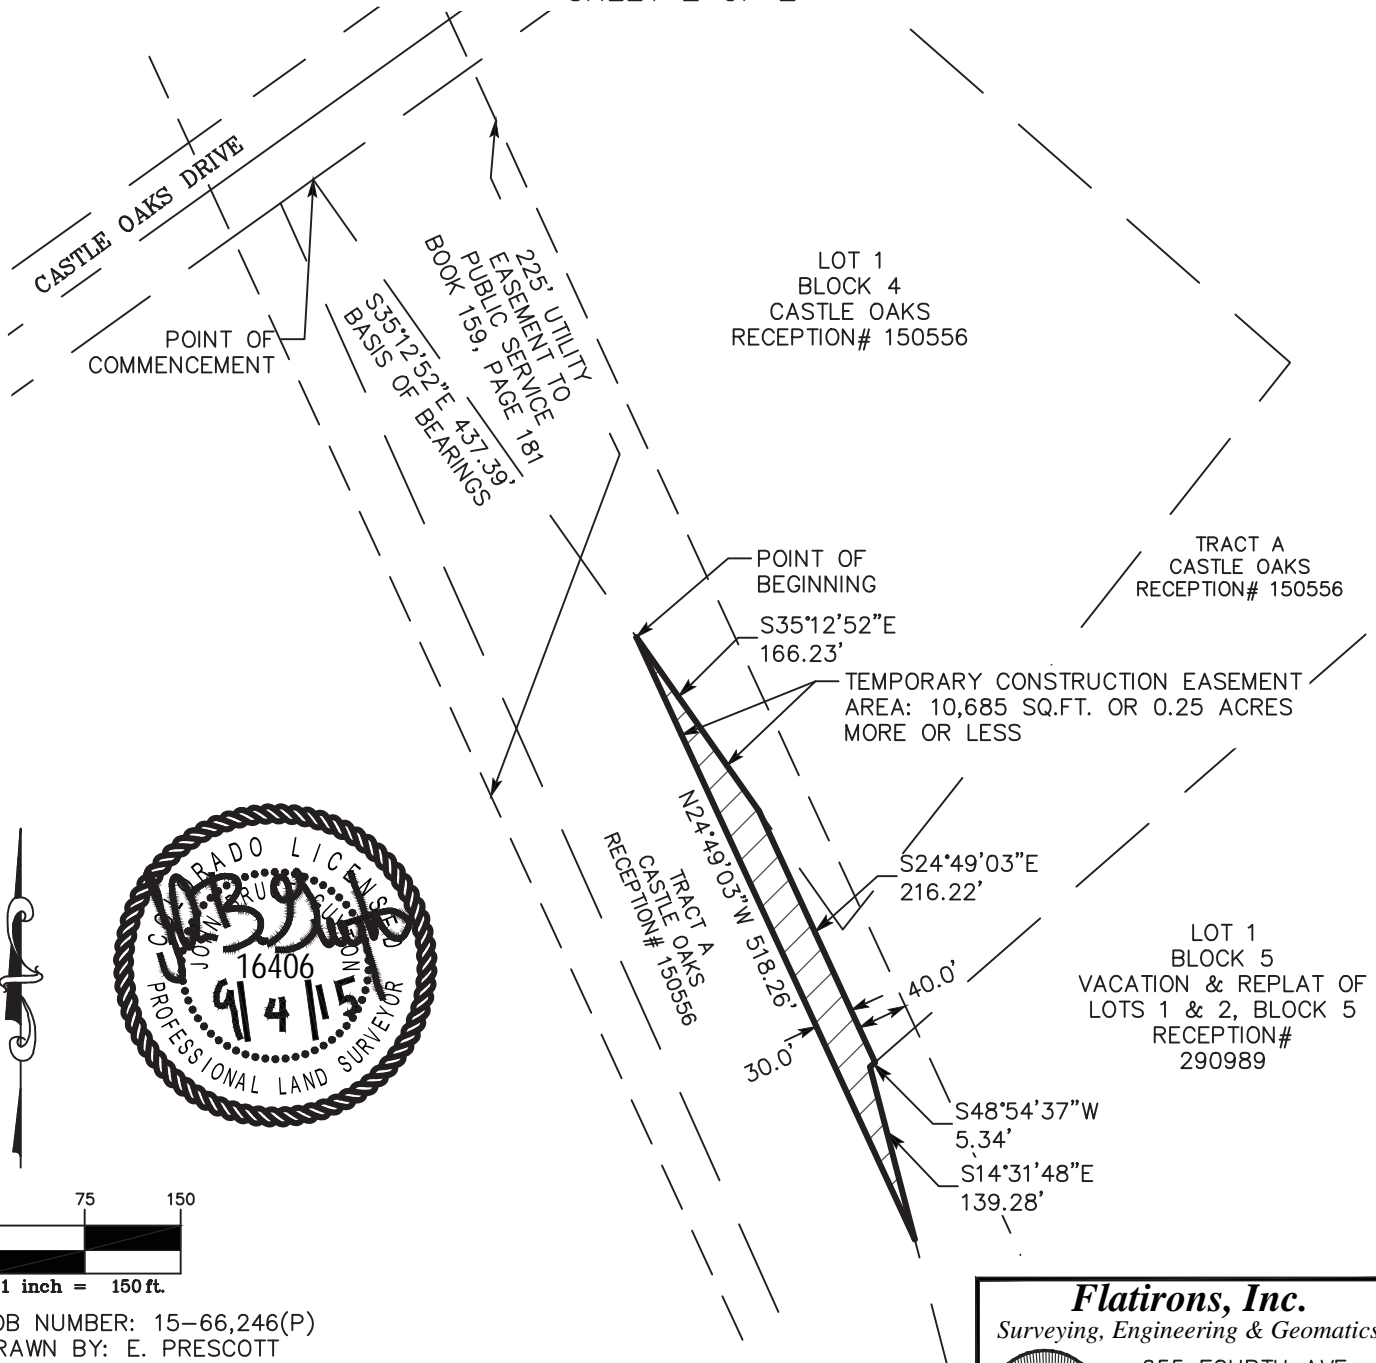 CASTLE OAKS DRIVE
POINT OF
COMMENCEMENT
225' UTILITY
EASEMENT TO
PUBLIC SERVICE
BOOK 159, PAGE 181
S35°12'52"E 437.39'
BASIS OF BEARINGS
LOT 1
BLOCK 4
CASTLE OAKS
RECEPTION# 150556
TRACT A
CASTLE OAKS
RECEPTION# 150556
POINT OF
BEGINNING
S35°12'52"E
166.23'
TEMPORARY CONSTRUCTION EASEMENT
AREA: 10,685 SQ.FT. OR 0.25 ACRES
MORE OR LESS
N24°49'03"W 518.26'
TRACT A
CASTLE OAKS
RECEPTION# 150556
S24°49'03"E
216.22'
40.0'
30.0'
LOT 1
BLOCK 5
VACATION & REPLAT OF
LOTS 1 & 2, BLOCK 5
RECEPTION#
290989
S48°54'37"W
5.34'
S14°31'48"E
139.28'
LICENSED
16406
9/4/15
PROFESSIONAL LAND SURVEYOR
75 150
1 inch = 150 ft.
OB NUMBER: 15-66,246(P)
RAWN BY: E. PRESCOTT
Flatirons, Inc.
Surveying, Engineering & Geomatics